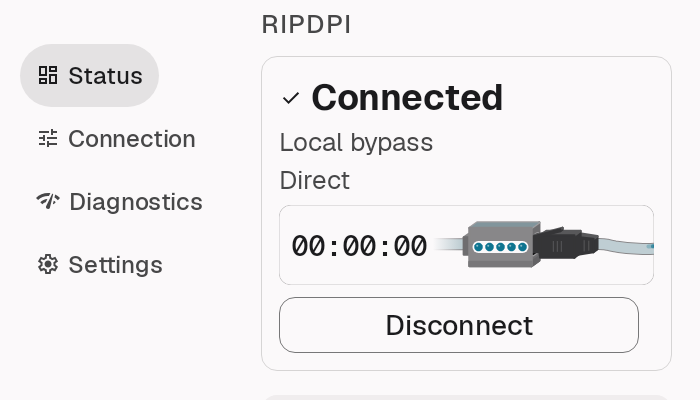 RIPDPI
Status
Connected
Connection
Local bypass
Direct
Diagnostics
00:00:00
Settings
Disconnect